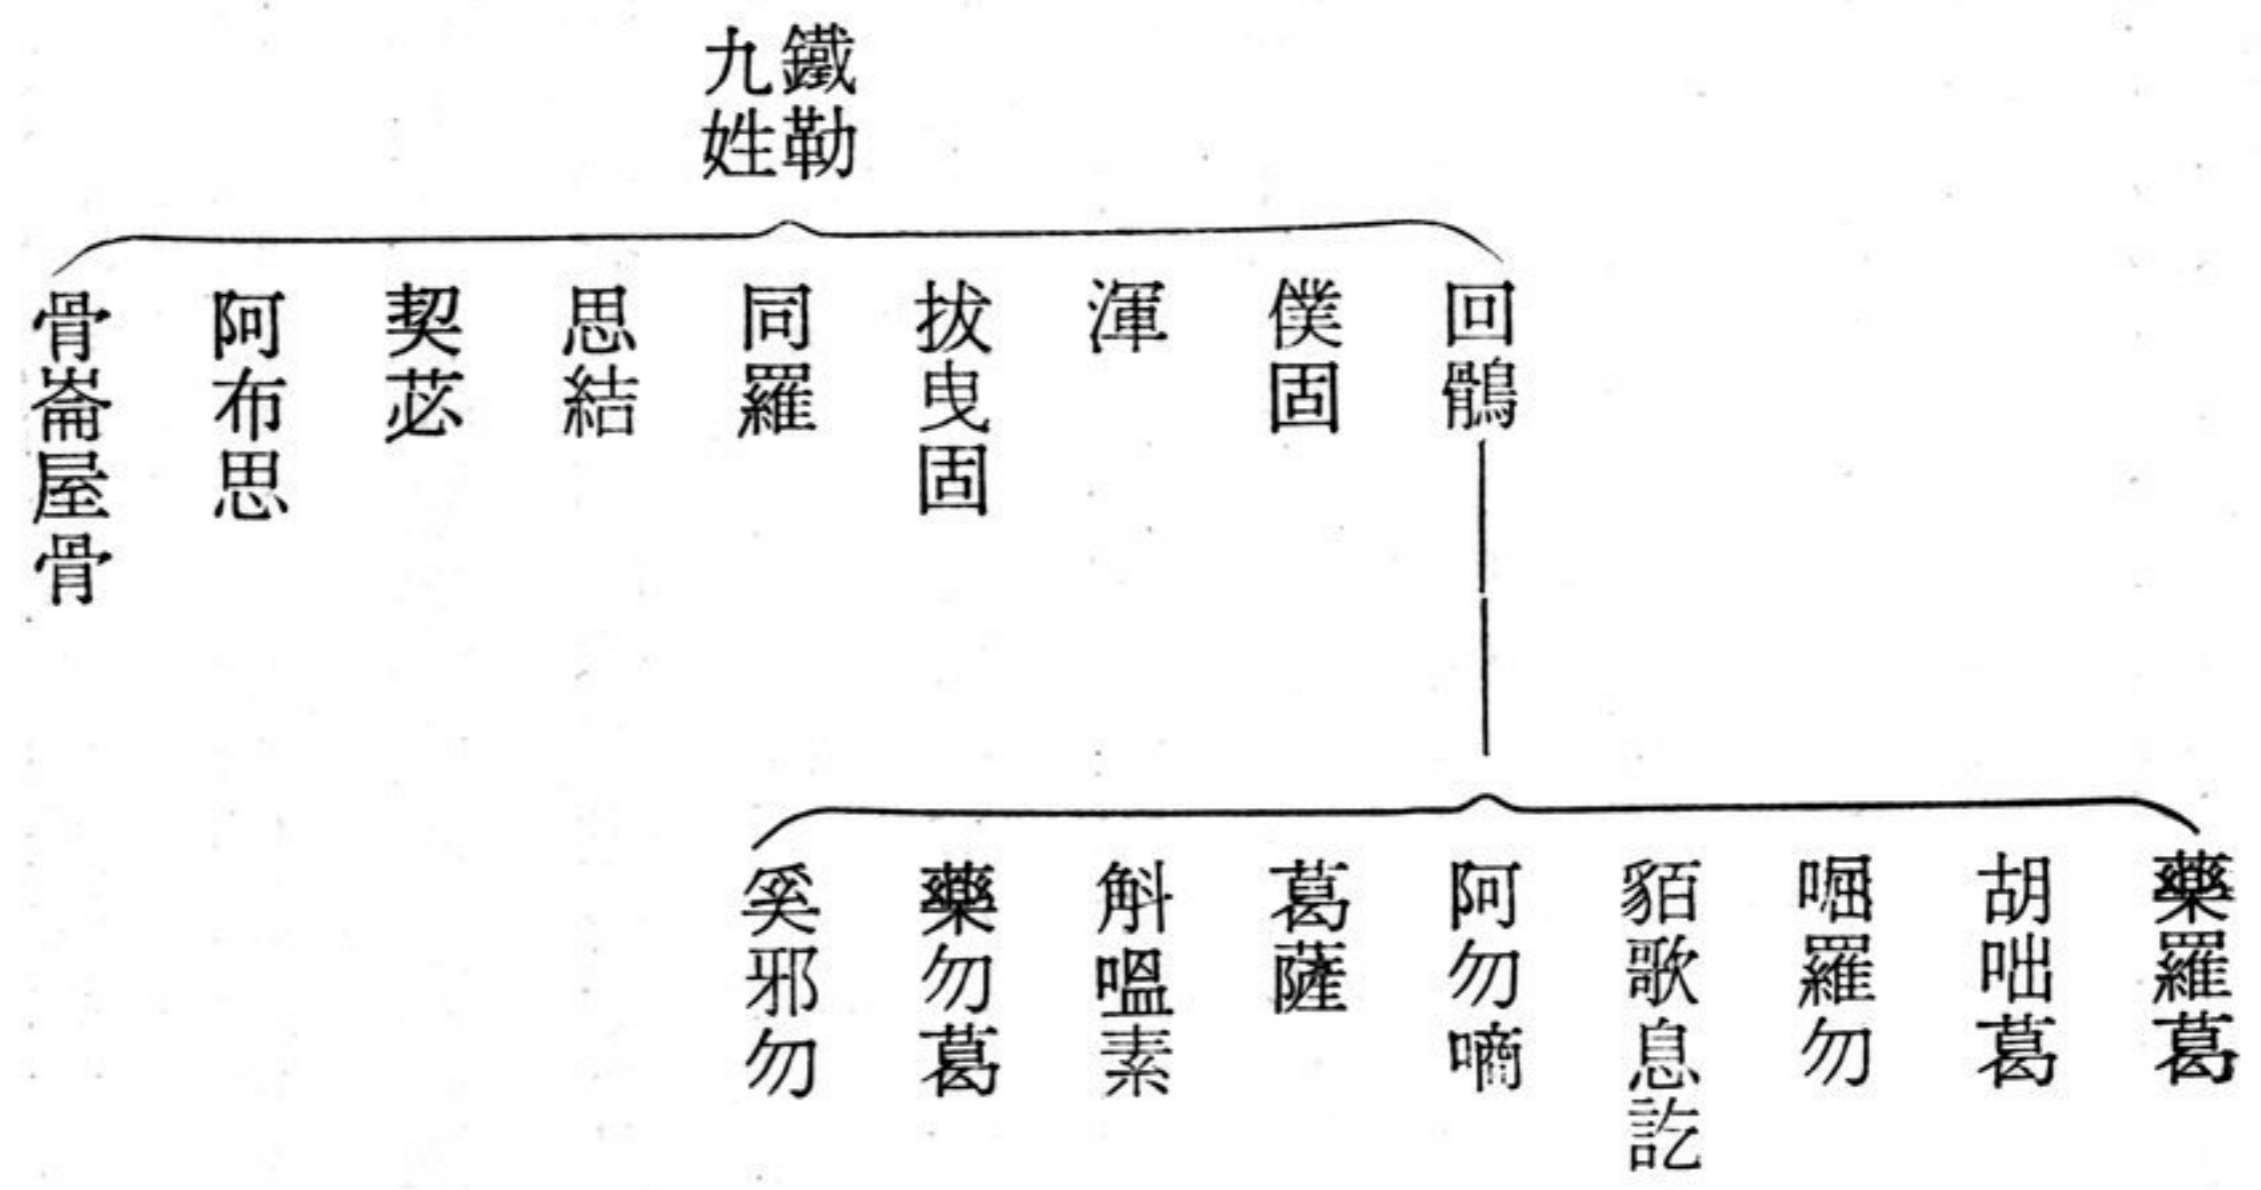 鐵勒
九姓
回鶻
僕固
渾
拔曳固
同羅
思結
契苾
阿布思
骨崙屋骨
藥羅葛
胡咄葛
啒羅勿
貊歌息訖
阿勿嘀
葛薩
斛嗢素
藥勿葛
奚邪勿